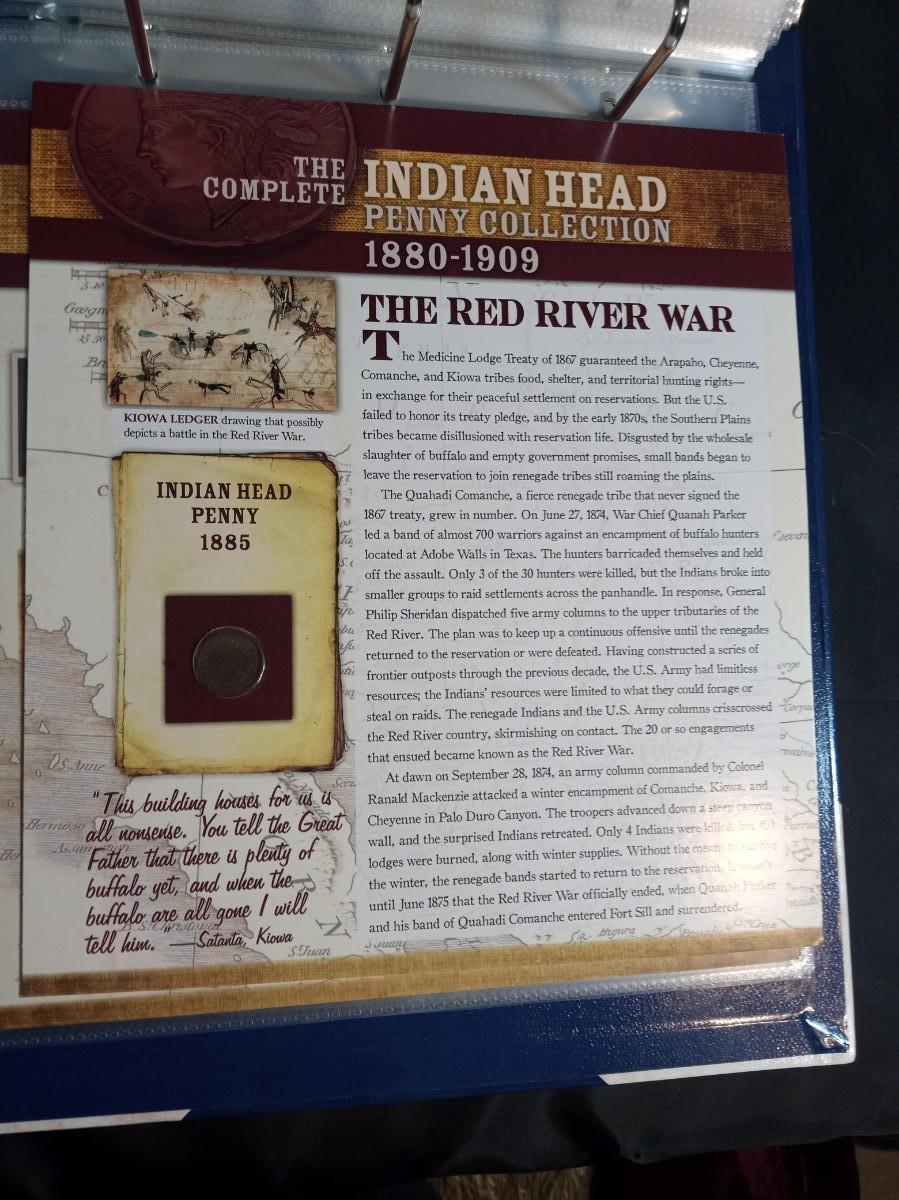 THE
COMPLETE
INDIAN HEAD
PENNY COLLECTION
1880-1909
KIOWA LEDGER drawing that possibly
depicts a battle in the Red River War.
INDIAN HEAD
PENNY
1885
"This building houses for us is
all nonsense. You tell the Great
Father that there is plenty of
buffalo yet, and when the
buffalo are all gone I will
tell him. —Satanta, Kiowa
THE RED RIVER WAR
The Medicine Lodge Treaty of 1867 guaranteed the Arapaho, Cheyenne,
Comanche, and Kiowa tribes food, shelter, and territorial hunting rights—
in exchange for their peaceful settlement on reservations. But the U.S.
failed to honor its treaty pledge, and by the early 1870s, the Southern Plains
tribes became disillusioned with reservation life. Disgusted by the wholesale
slaughter of buffalo and empty government promises, small bands began to
leave the reservation to join renegade tribes still roaming the plains.
The Quahadi Comanche, a fierce renegade tribe that never signed the
1867 treaty, grew in number. On June 27, 1874, War Chief Quanah Parker
led a band of almost 700 warriors against an encampment of buffalo hunters
located at Adobe Walls in Texas. The hunters barricaded themselves and held
off the assault. Only 3 of the 30 hunters were killed, but the Indians broke into
smaller groups to raid settlements across the panhandle. In response, General
Philip Sheridan dispatched five army columns to the upper tributaries of the
Red River. The plan was to keep up a continuous offensive until the renegades
returned to the reservation or were defeated. Having constructed a series of
frontier outposts through the previous decade, the U.S. Army had limitless
resources; the Indians' resources were limited to what they could forage or
steal on raids. The renegade Indians and the U.S. Army columns crisscrossed
the Red River country, skirmishing on contact. The 20 or so engagements
that ensued became known as the Red River War.
At dawn on September 28, 1874, an army column commanded by Colonel
Ranald Mackenzie attacked a winter encampment of Comanche, Kiowa, and
Cheyenne in Palo Duro Canyon. The troopers advanced down a steep canyon
wall, and the surprised Indians retreated. Only 4 Indians were killed, but
lodges were burned, along with winter supplies. Without the means to survive
the winter, the renegade bands started to return to the reservation. It wasn't
until June 1875 that the Red River War officially ended, when Quanah Parker
and his band of Quahadi Comanche entered Fort Sill and surrendered.
O.S. Anne
Hermoso
S. Juan